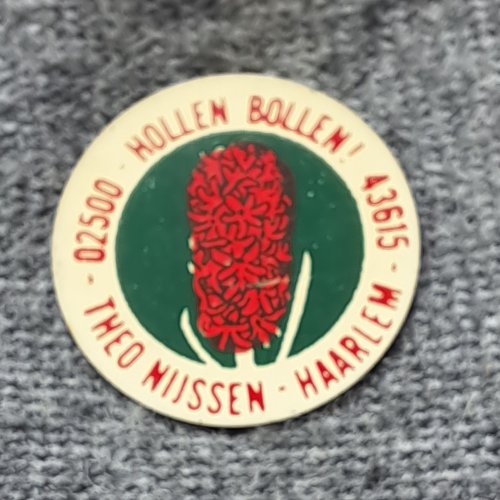 02500 - HOLLEN BOLLEN! 43615 -
THEO NIJSSEN - HAARLEM -